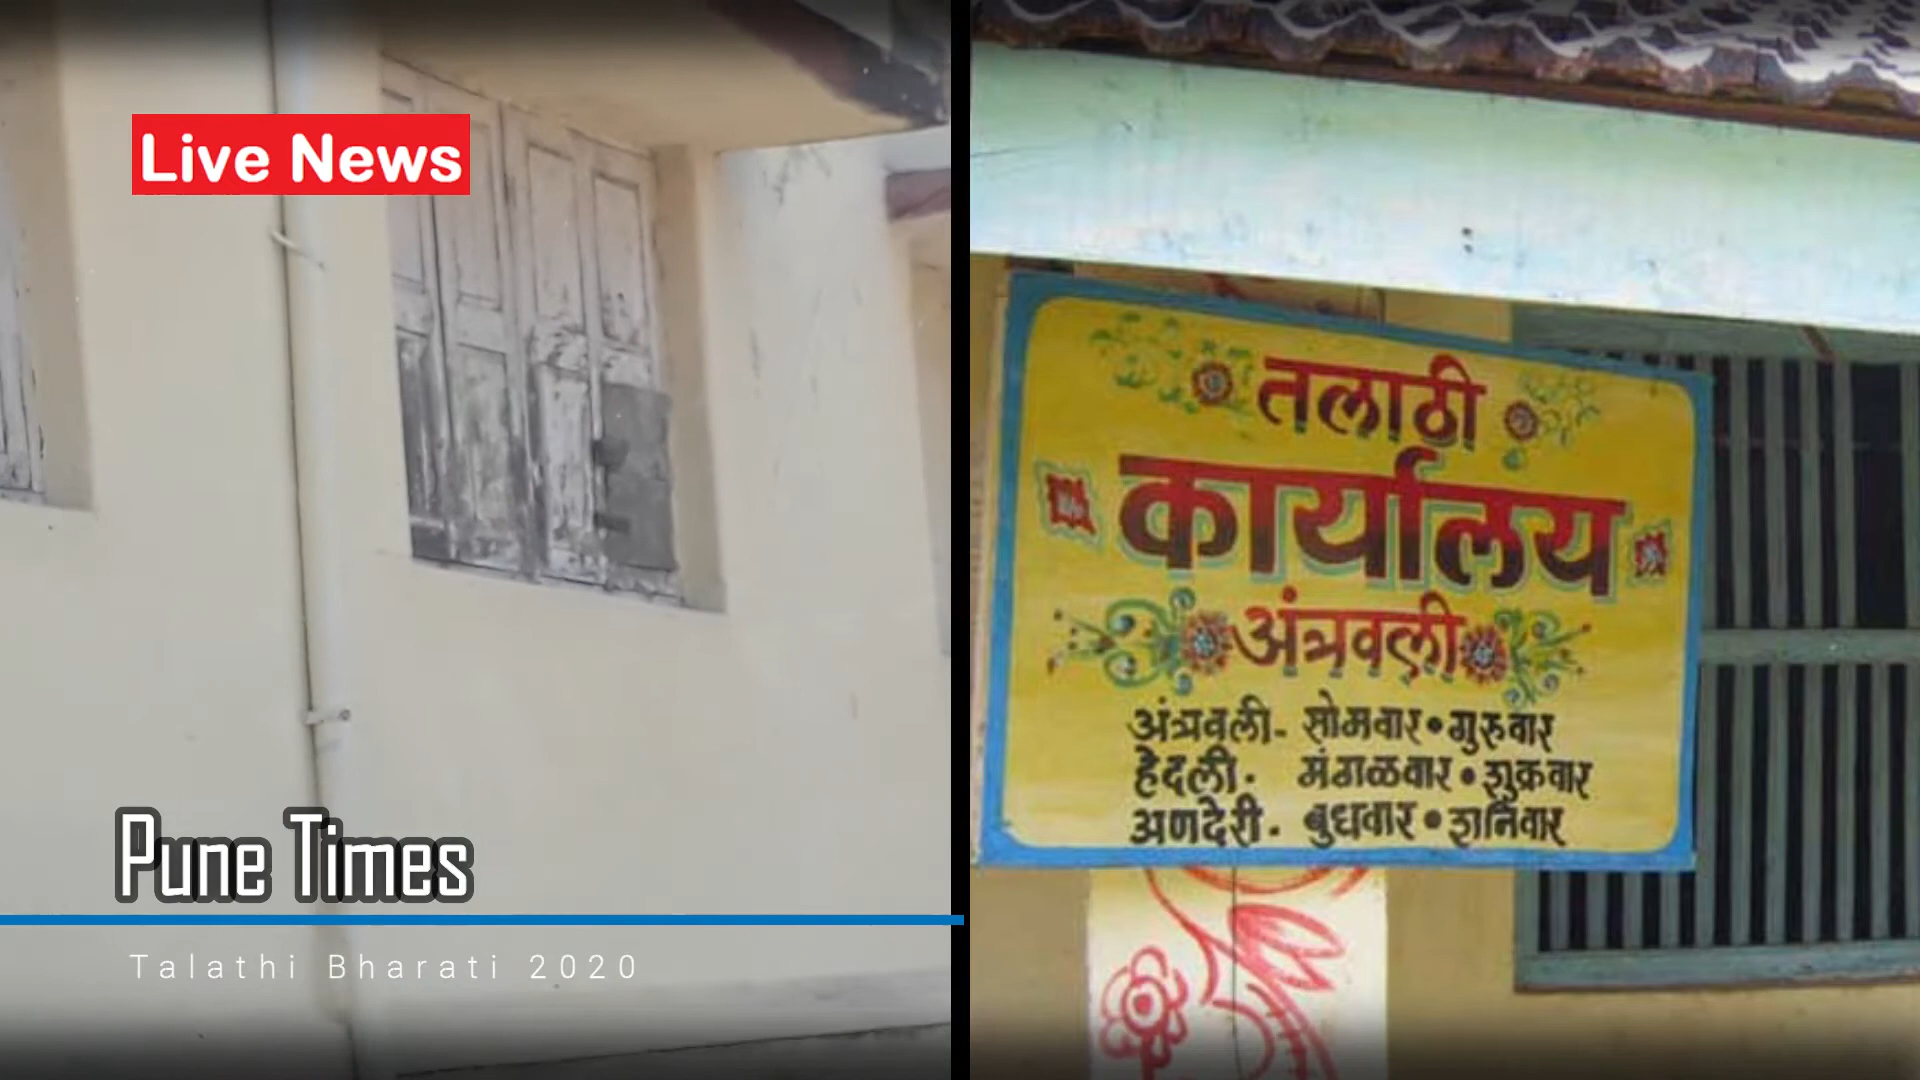 Live News
Pune Times
Talathi Bharati 2020
तलाठी
कार्यालय
अंत्रवली
अंत्रवली - सोमवार • गुरुवार
हेदली - मंगळवार • शुक्रवार
अणदेरी - बुधवार • शनिवार